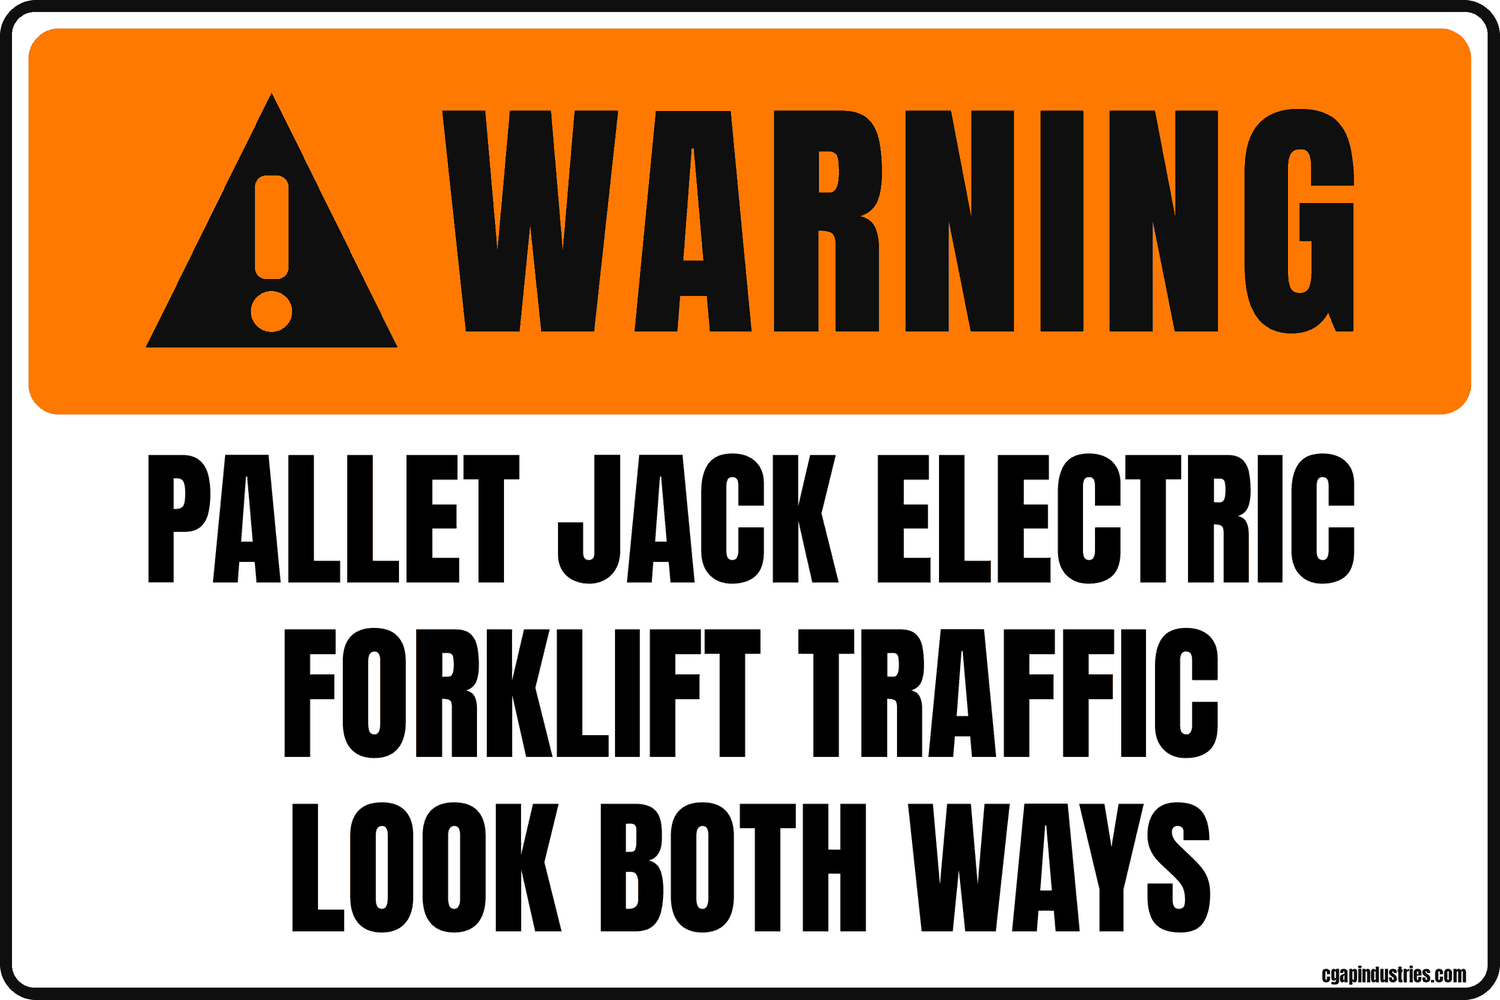 WARNING
PALLET JACK ELECTRIC
FORKLIFT TRAFFIC
LOOK BOTH WAYS
cgapindustries.com